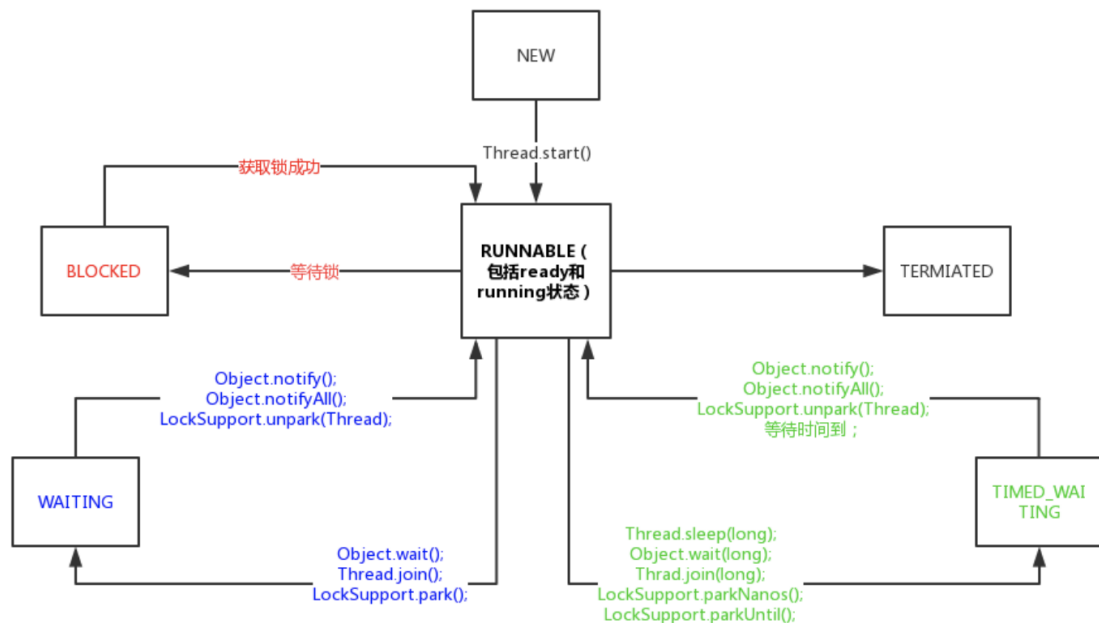 NEW
Thread.start()
获取锁成功
RUNNABLE（
包括ready和
running状态）
BLOCKED
等待锁
TERMIATED
Object.notify();
Object.notifyAll();
LockSupport.unpark(Thread);
Object.notify();
Object.notifyAll();
LockSupport.unpark(Thread);
等待时间到；
WAITING
TIMED_WAI
TING
Object.wait();
Thread.join();
LockSupport.park();
Thread.sleep(long);
Object.wait(long);
Thrad.join(long);
LockSupport.parkNanos();
LockSupport.parkUntil();